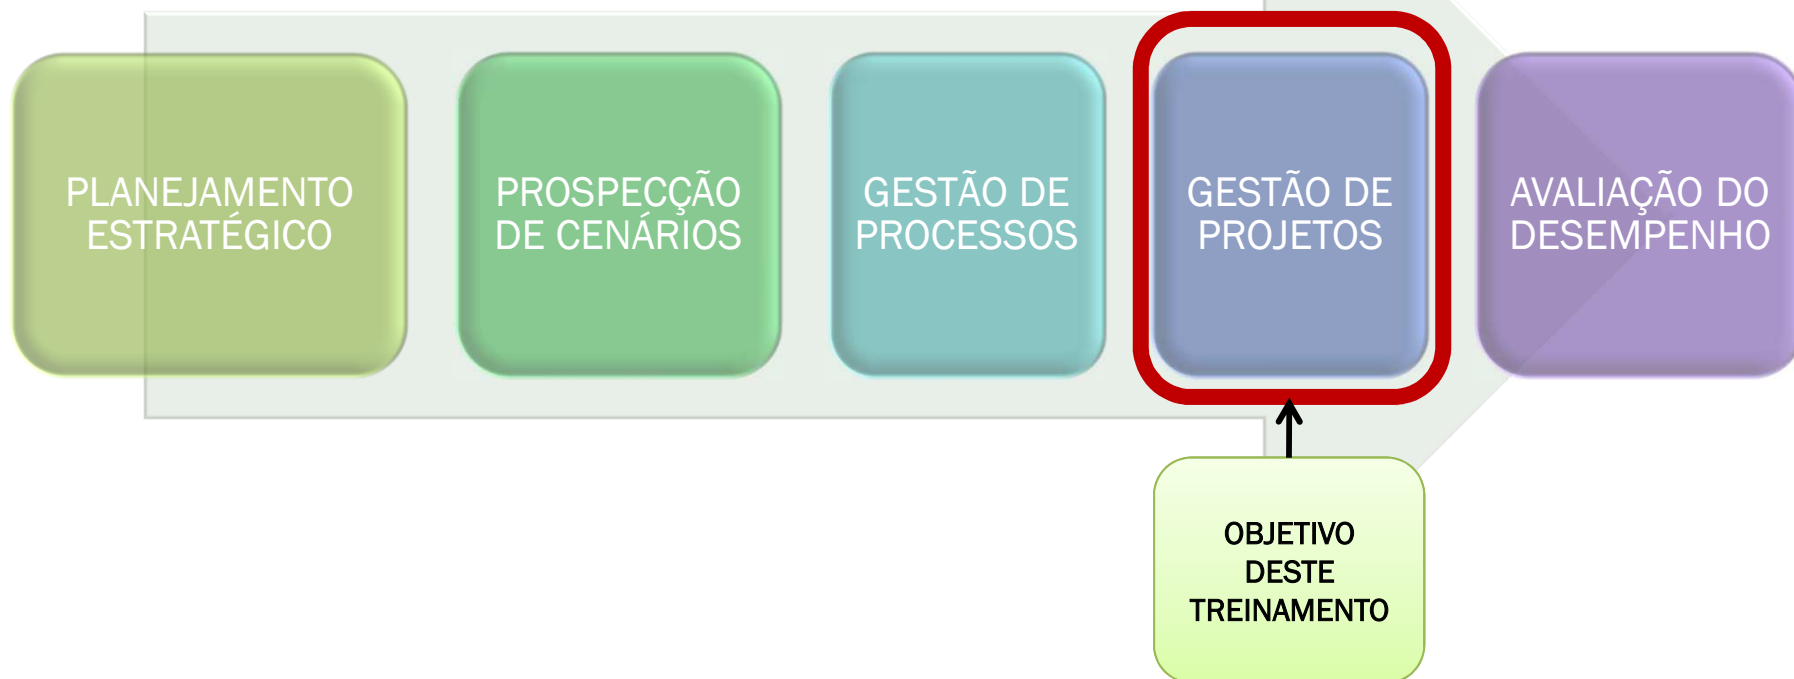 PLANEJAMENTO
ESTRATÉGICO
PROSPECÇÃO
DE CENÁRIOS
GESTÃO DE
PROCESSOS
GESTÃO DE
PROJETOS
AVALIAÇÃO DO
DESEMPENHO
OBJETIVO
DESTE
TREINAMENTO